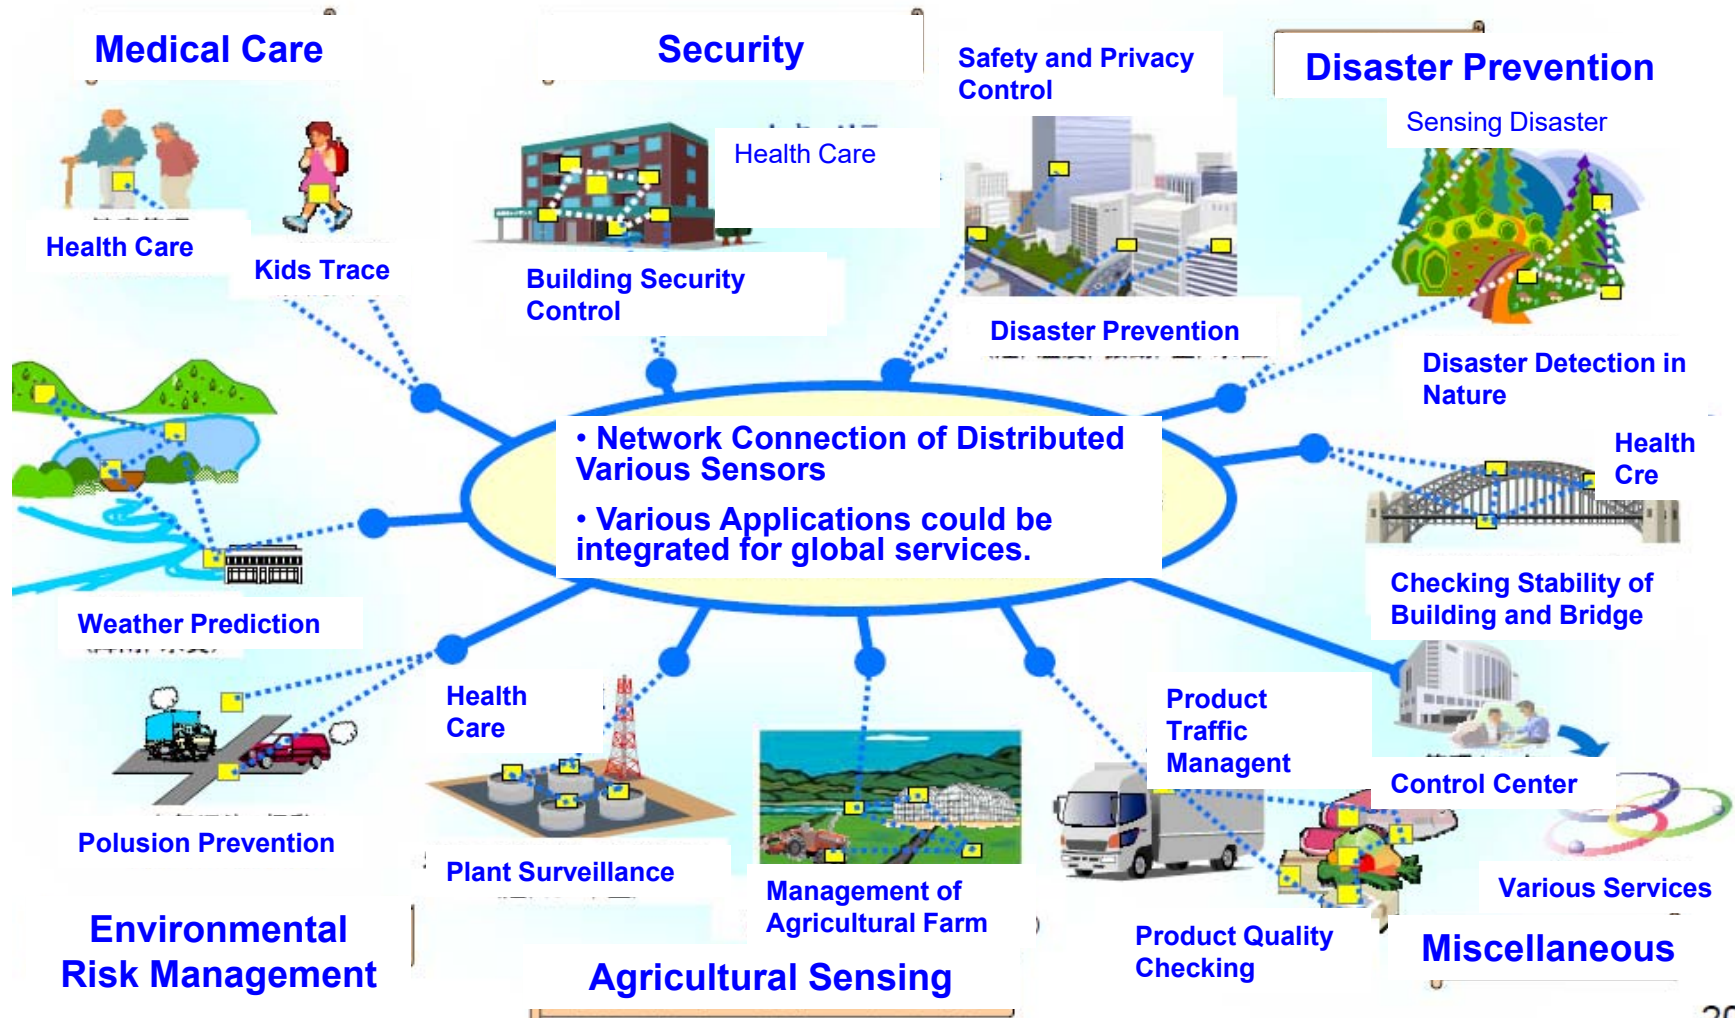 Medical Care
Security
Safety and Privacy
Control
Disaster Prevention
Sensing Disaster
Health Care
Health Care
Kids Trace
Building Security
Control
Disaster Prevention
Disaster Detection in
Nature
• Network Connection of Distributed
Various Sensors
• Various Applications could be
integrated for global services.
Health
Cre
Checking Stability of
Building and Bridge
Weather Prediction
Health
Care
Product
Traffic
Managent
Control Center
Polusion Prevention
Plant Surveillance
Management of
Agricultural Farm
Various Services
Product Quality
Checking
Environmental
Risk Management
Agricultural Sensing
Miscellaneous